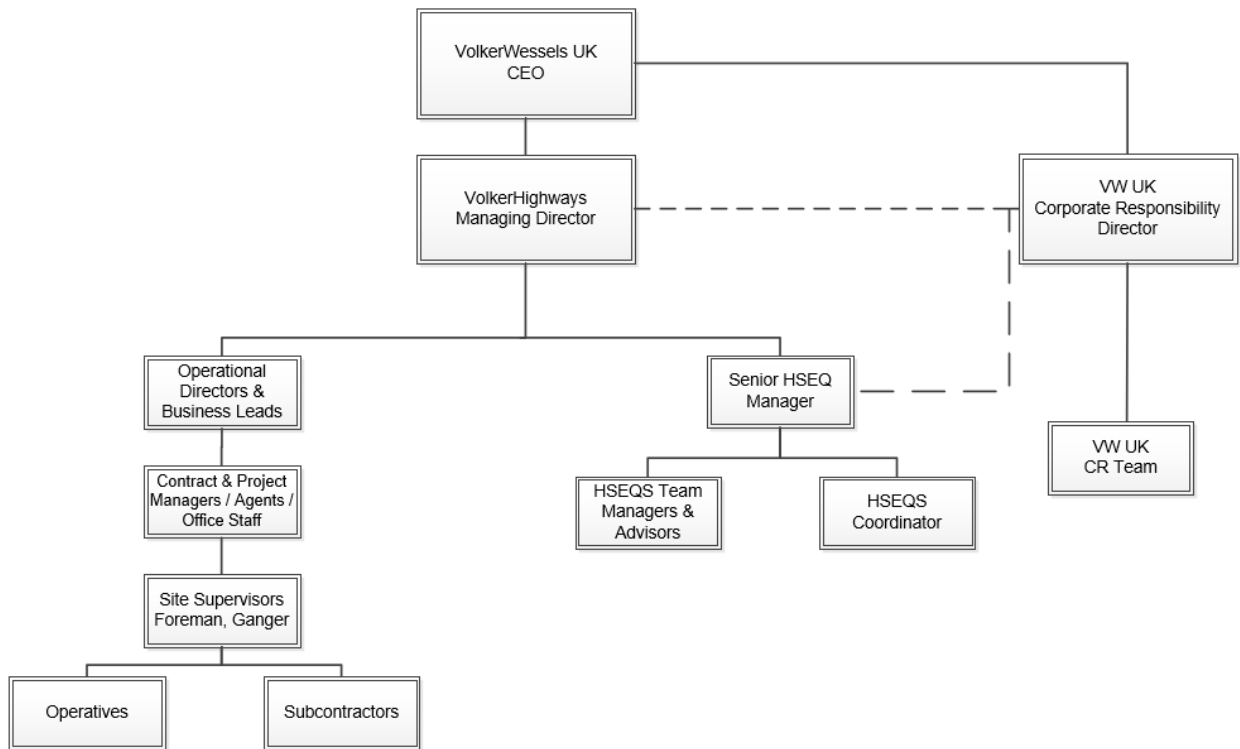 VolkerWessels UK
CEO
VolkerHighways
Managing Director
VW UK
Corporate Responsibility
Director
Operational
Directors &
Business Leads
Senior HSEQ
Manager
Contract & Project
Managers / Agents /
Office Staff
HSEQS Team
Managers &
Advisors
HSEQS
Coordinator
VW UK
CR Team
Site Supervisors
Foreman, Ganger
Operatives
Subcontractors